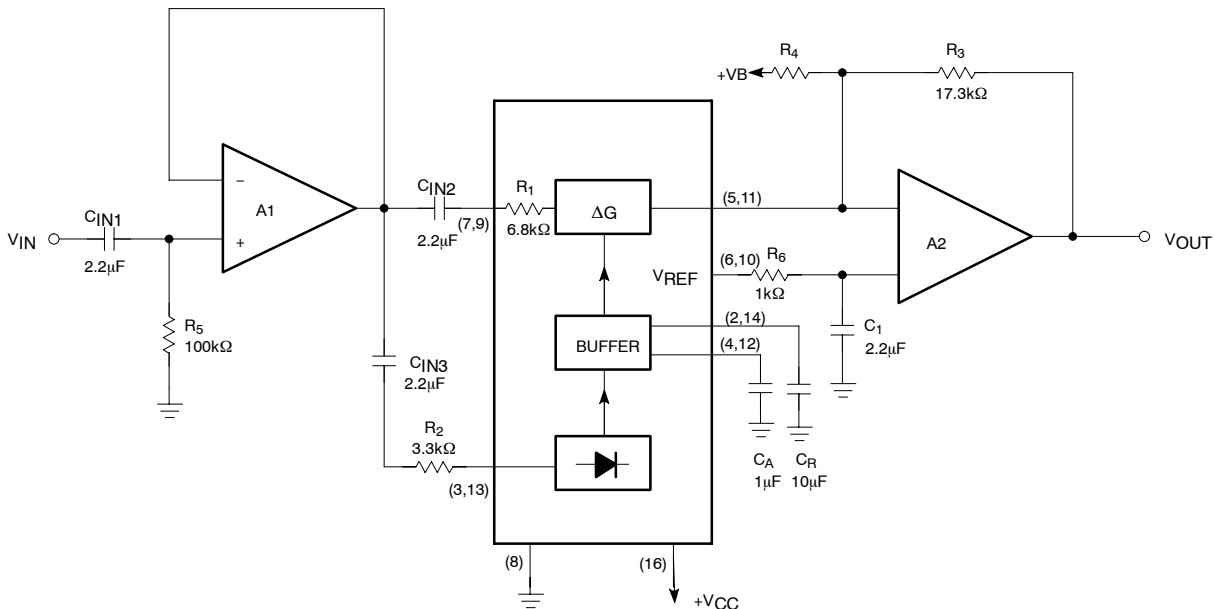 R4
R3
+VB
17.3kΩ
−
A1
+
CIN1
VIN
2.2µF
R5
100kΩ
CIN2
2.2µF
(7,9)
R1
6.8kΩ
ΔG
(5,11)
A2
VOUT
VREF
(6,10)
R6
1kΩ
C1
2.2µF
BUFFER
(2,14)
(4,12)
CIN3
2.2µF
R2
3.3kΩ
(3,13)
CA
1µF
CR
10µF
(8)
(16)
+VCC